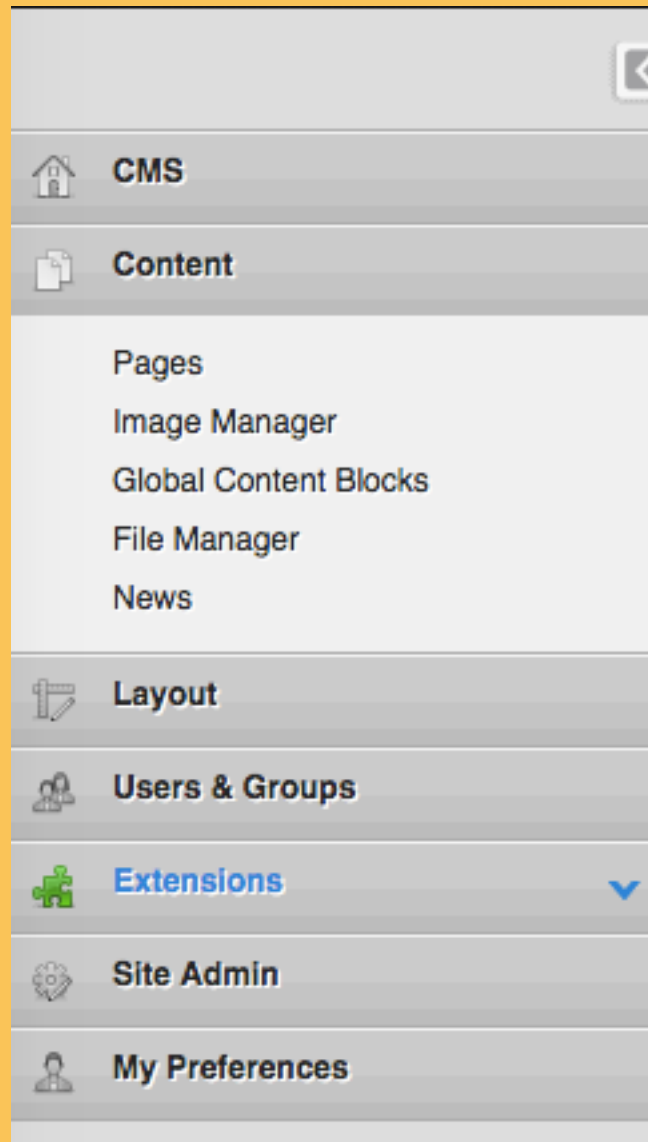 CMS
Content
Pages
Image Manager
Global Content Blocks
File Manager
News
Layout
Users & Groups
Extensions
Site Admin
My Preferences